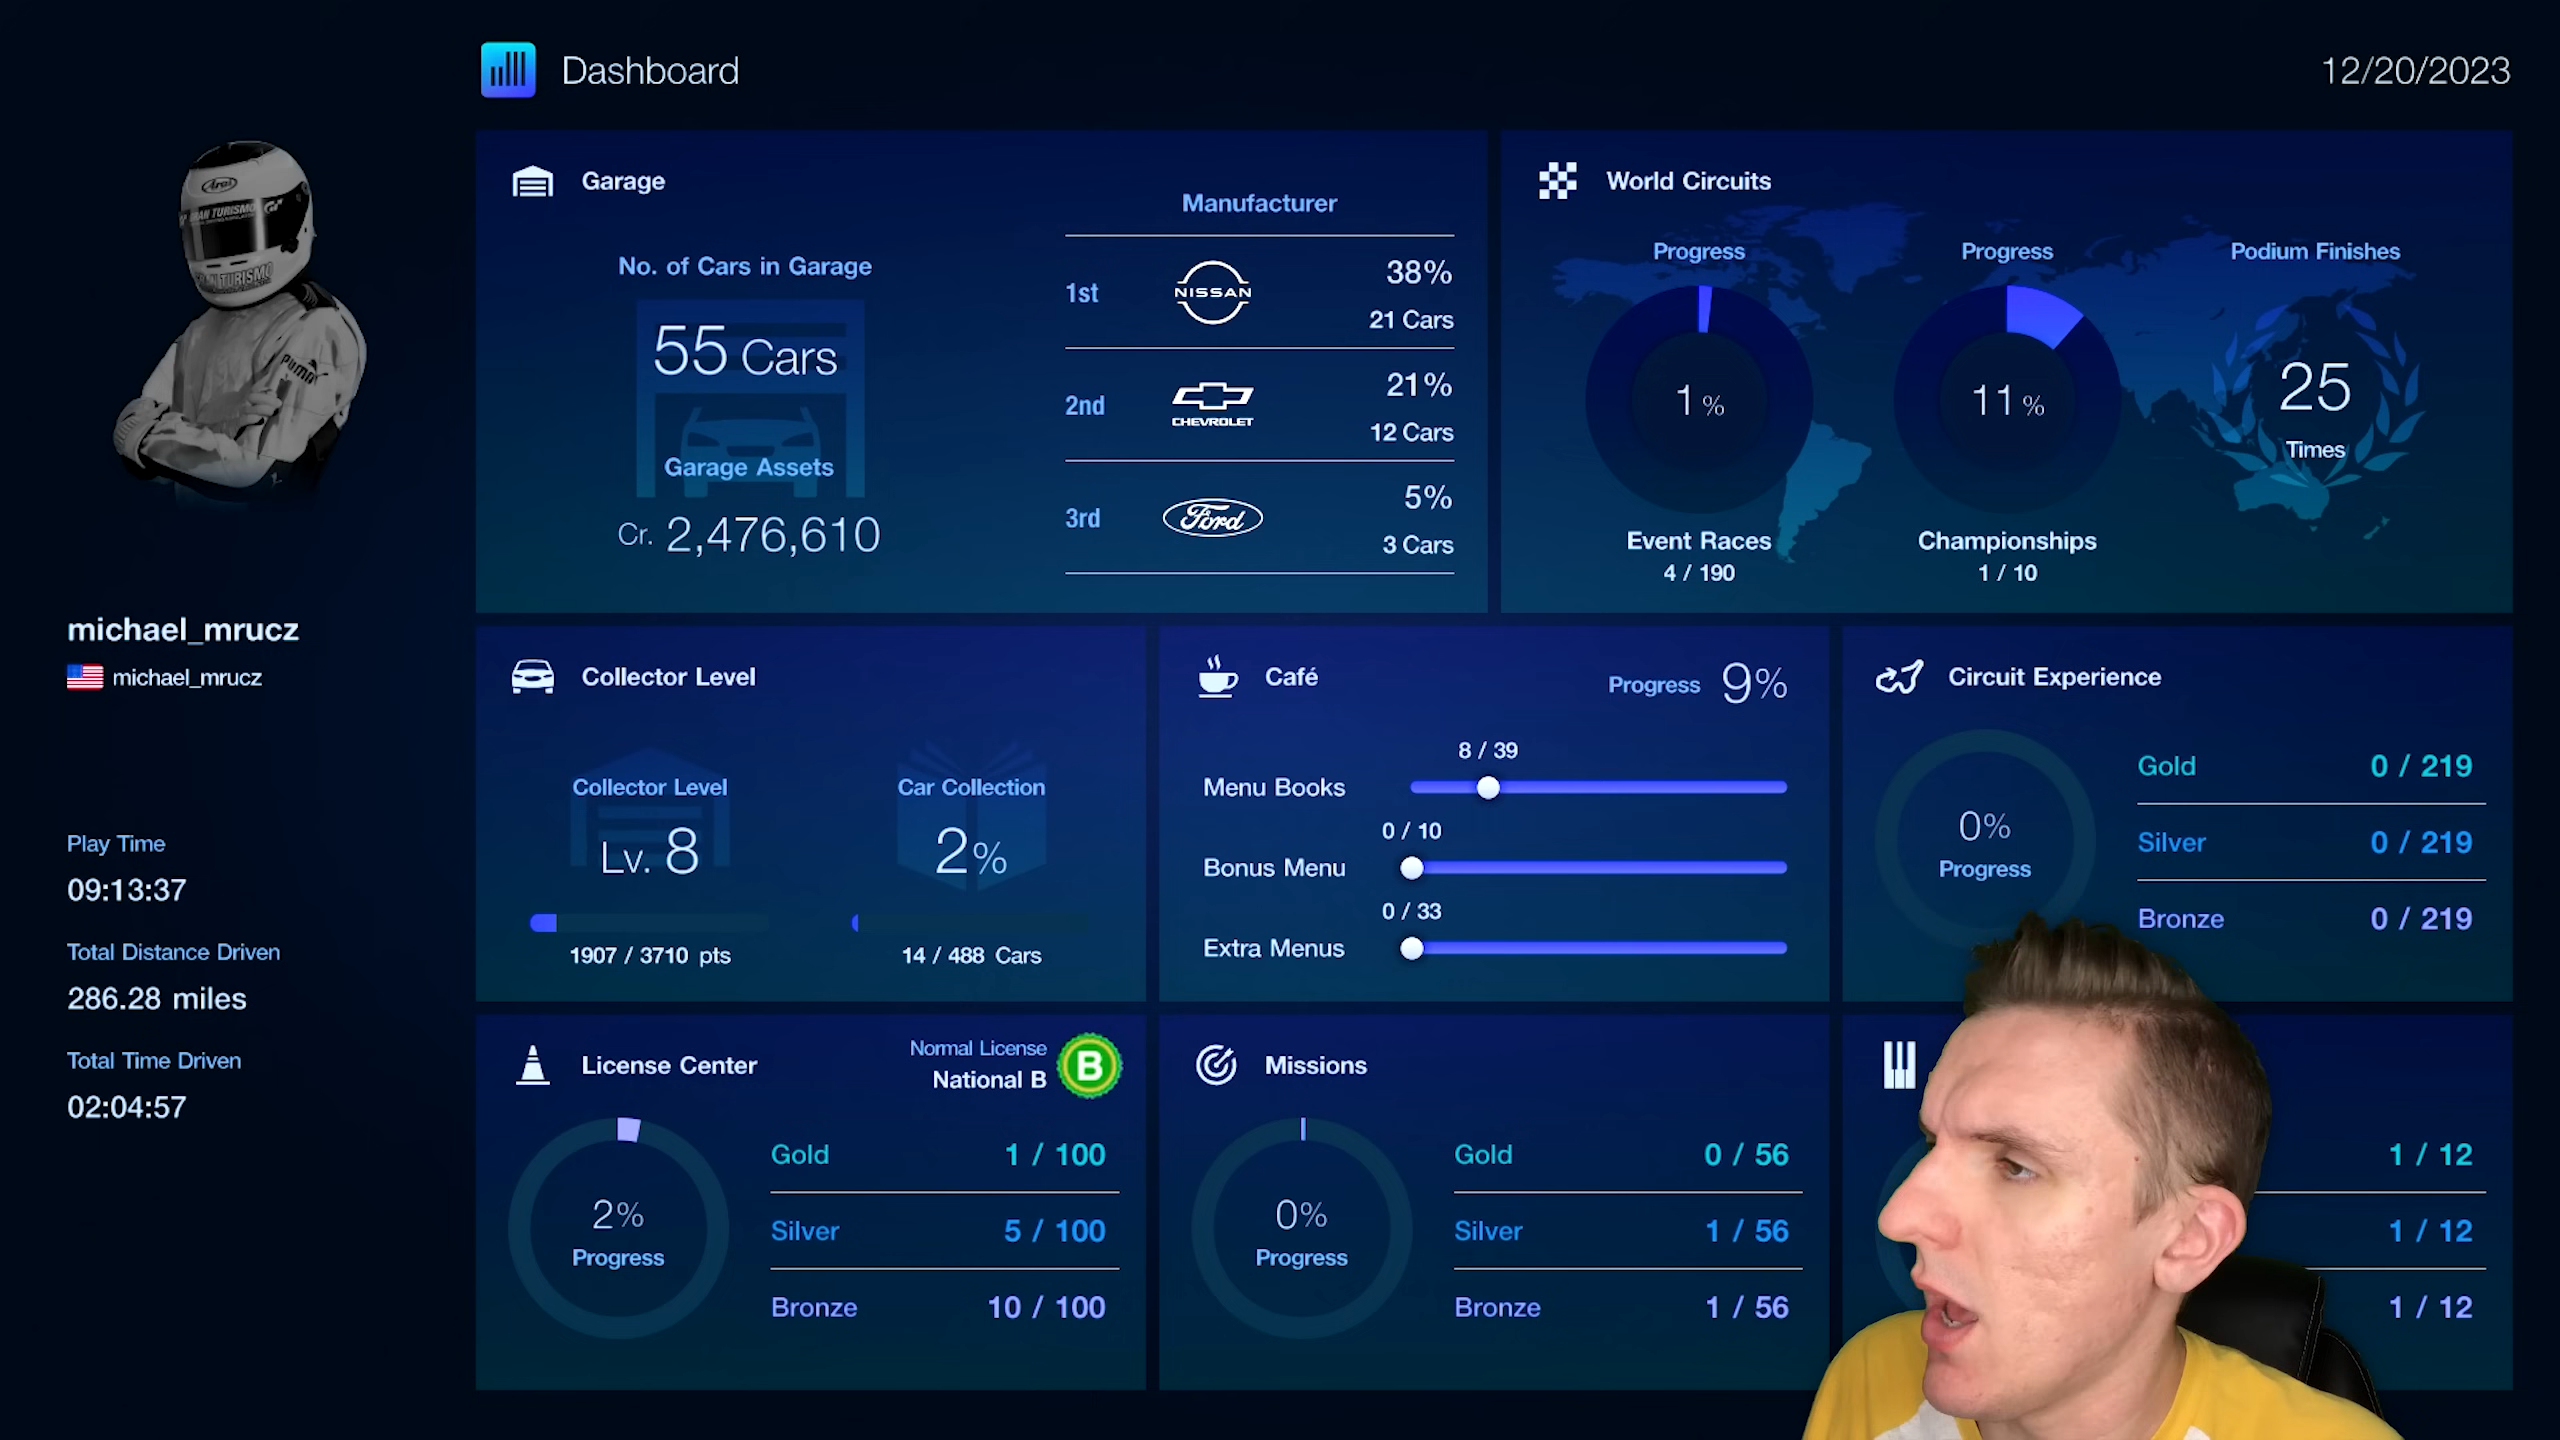 Dashboard
12/20/2023
Arai
GRAN TURISMO
GRAN TURISMO
PUMA
michael_mrucz
michael_mrucz
Play Time
09:13:37
Total Distance Driven
286.28 miles
Total Time Driven
02:04:57
Garage
No. of Cars in Garage
55 Cars
Garage Assets
Cr. 2,476,610
Manufacturer
1st NISSAN 38%
21 Cars
2nd CHEVROLET 21%
12 Cars
3rd Ford 5%
3 Cars
World Circuits
Progress Progress Podium Finishes
1% 11% 25
Times
Event Races Championships
4 / 190 1 / 10
Collector Level
Collector Level Car Collection
Lv. 8 2%
1907 / 3710 pts 14 / 488 Cars
Café Progress 9%
8 / 39
Menu Books
0 / 10
Bonus Menu
0 / 33
Extra Menus
Circuit Experience
0%
Progress
Gold 0 / 219
Silver 0 / 219
Bronze 0 / 219
License Center
Normal License
National B
B
2%
Progress
Gold 1 / 100
Silver 5 / 100
Bronze 10 / 100
Missions
0%
Progress
Gold 0 / 56
Silver 1 / 56
Bronze 1 / 56
1 / 12
1 / 12
1 / 12